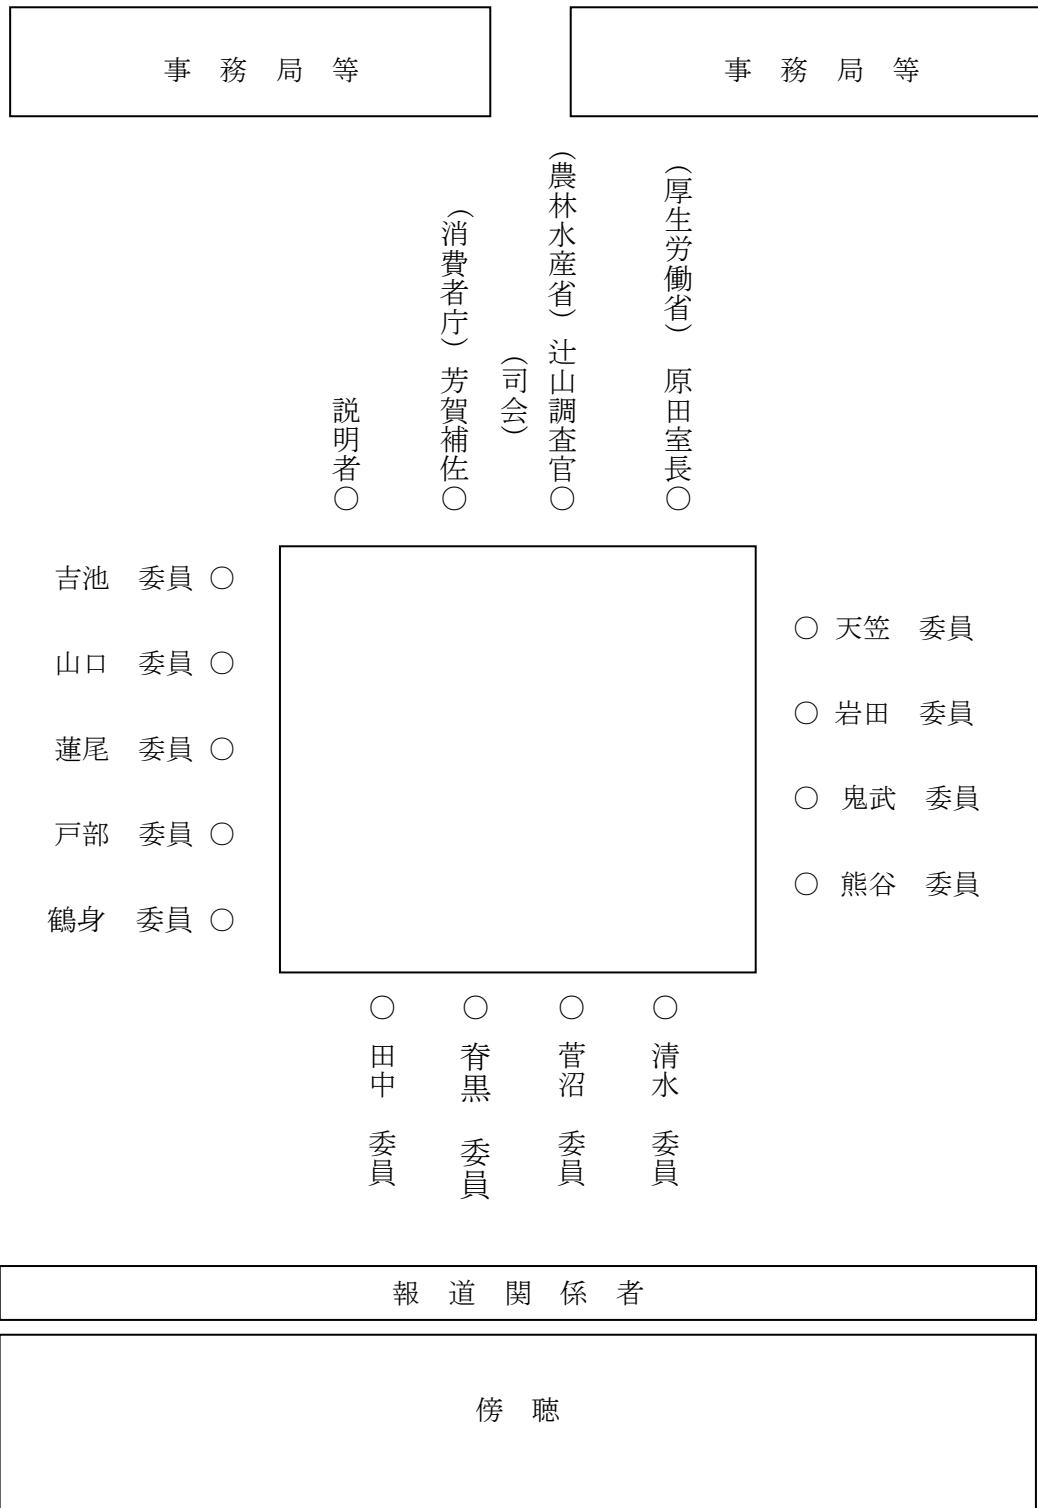 事 務 局 等
事 務 局 等
(厚生労働省) 原田室長○
(農林水産省) 辻山調査官○
(司会)
(消費者庁) 芳賀補佐○
説明者○
吉池 委員 ○
山口 委員 ○
蓮尾 委員 ○
戸部 委員 ○
鶴身 委員 ○
○ 天笠 委員
○ 岩田 委員
○ 鬼武 委員
○ 熊谷 委員
○ 清水 委員
○ 菅沼 委員
○ 脊黒 委員
○ 田中 委員
報 道 関 係 者
傍 聴